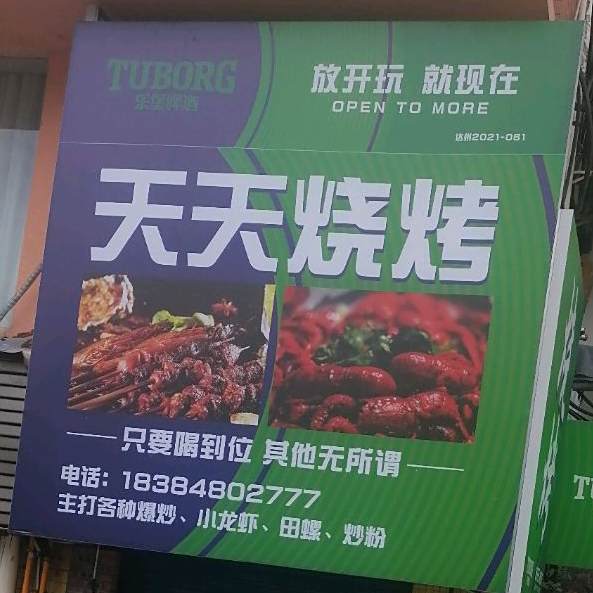 TUBORG
乐堡啤酒
放开玩 就现在
OPEN TO MORE
达州2021-061
天天烧烤
只要喝到位 其他无所谓
电话：18384802777
主打各种爆炒、小龙虾、田螺、炒粉
TU